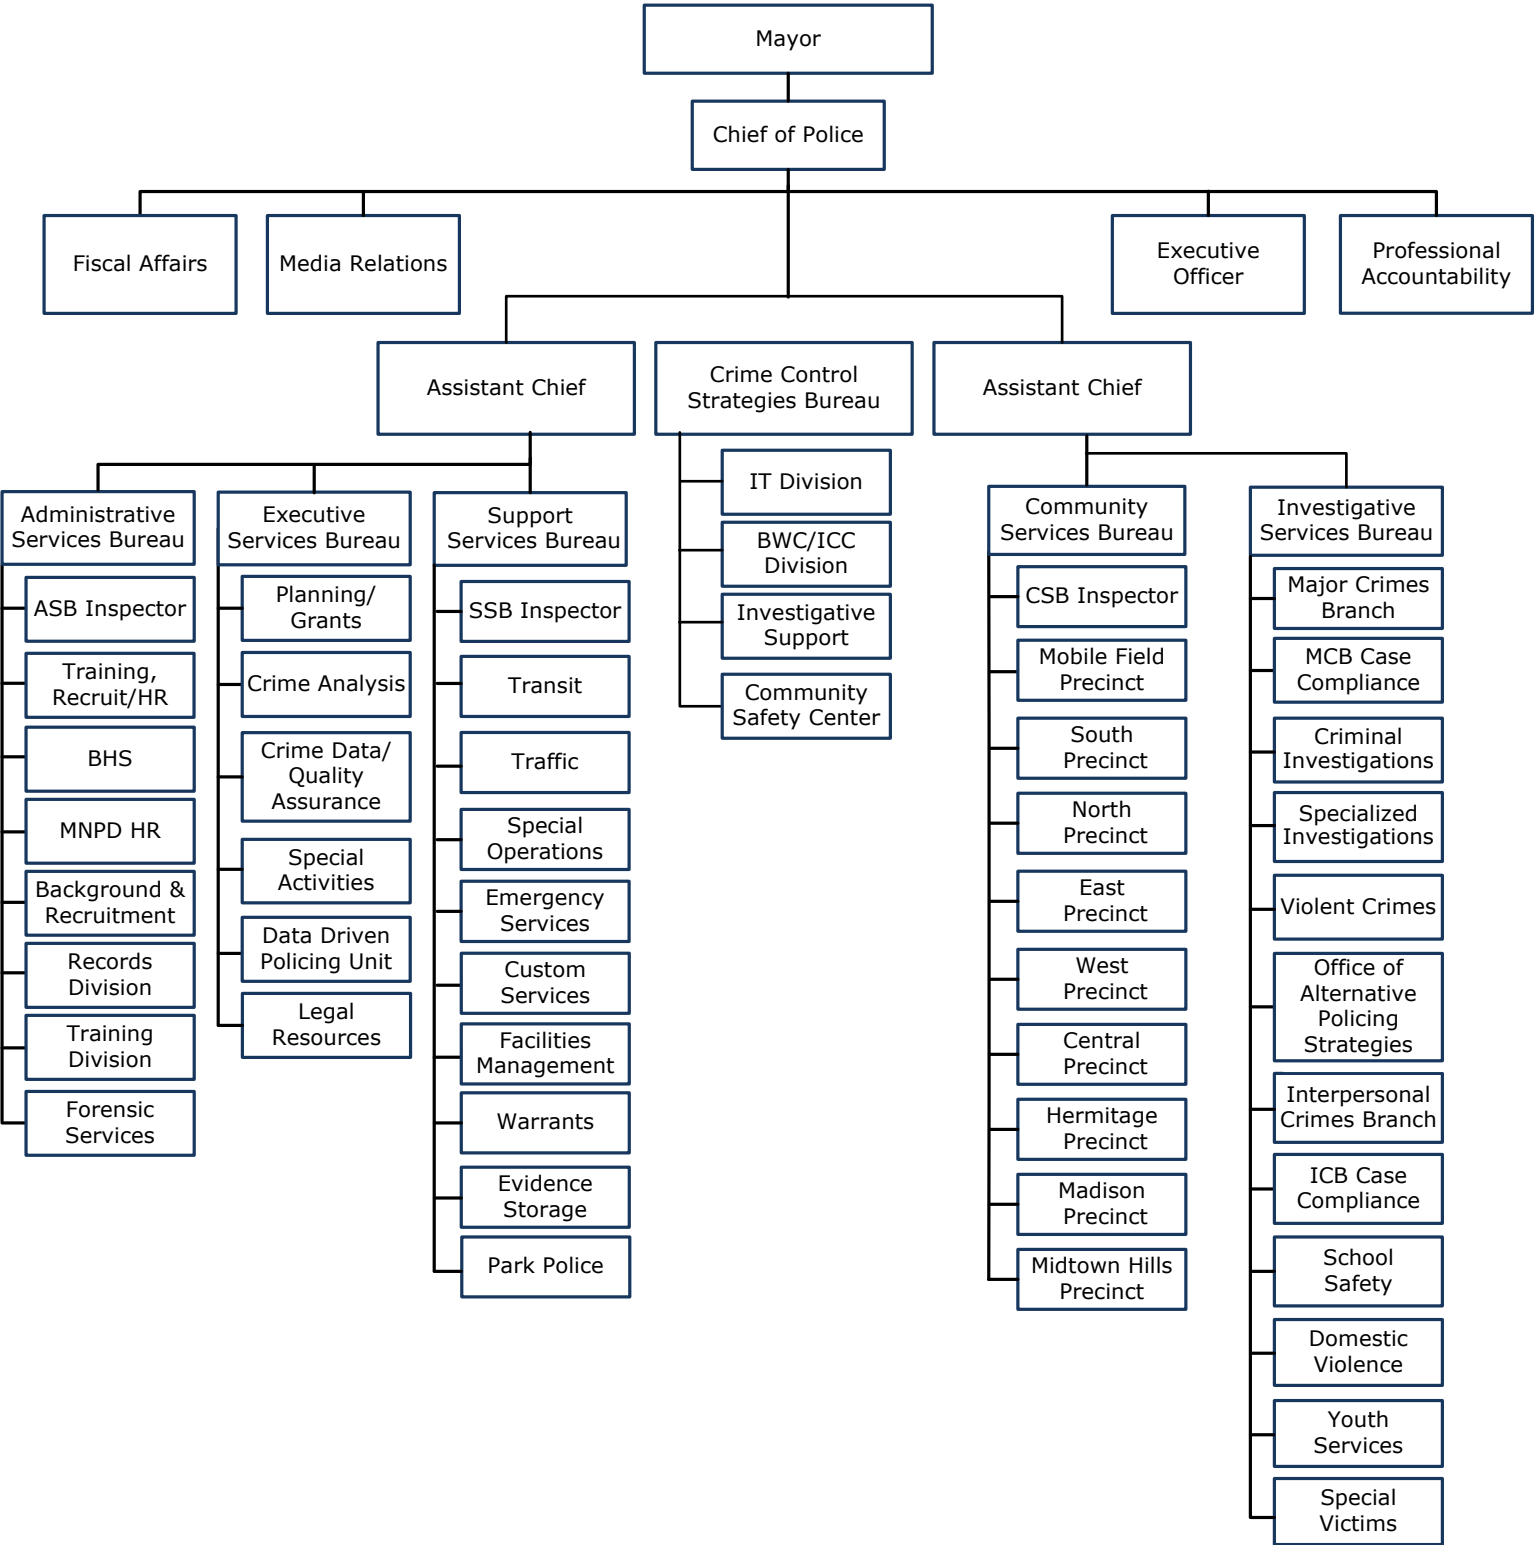 Mayor
Chief of Police
Fiscal Affairs
Media Relations
Executive
Officer
Professional
Accountability
Assistant Chief
Crime Control
Strategies Bureau
Assistant Chief
IT Division
BWC/ICC
Division
Investigative
Support
Community
Safety Center
Administrative
Services Bureau
ASB Inspector
Training,
Recruit/HR
BHS
MNPD HR
Background &
Recruitment
Records
Division
Training
Division
Forensic
Services
Executive
Services Bureau
Planning/
Grants
Crime Analysis
Crime Data/
Quality
Assurance
Special
Activities
Data Driven
Policing Unit
Legal
Resources
Support
Services Bureau
SSB Inspector
Transit
Traffic
Special
Operations
Emergency
Services
Custom
Services
Facilities
Management
Warrants
Evidence
Storage
Park Police
Community
Services Bureau
CSB Inspector
Mobile Field
Precinct
South
Precinct
North
Precinct
East
Precinct
West
Precinct
Central
Precinct
Hermitage
Precinct
Madison
Precinct
Midtown Hills
Precinct
Investigative
Services Bureau
Major Crimes
Branch
MCB Case
Compliance
Criminal
Investigations
Specialized
Investigations
Violent Crimes
Office of
Alternative
Policing
Strategies
Interpersonal
Crimes Branch
ICB Case
Compliance
School
Safety
Domestic
Violence
Youth
Services
Special
Victims